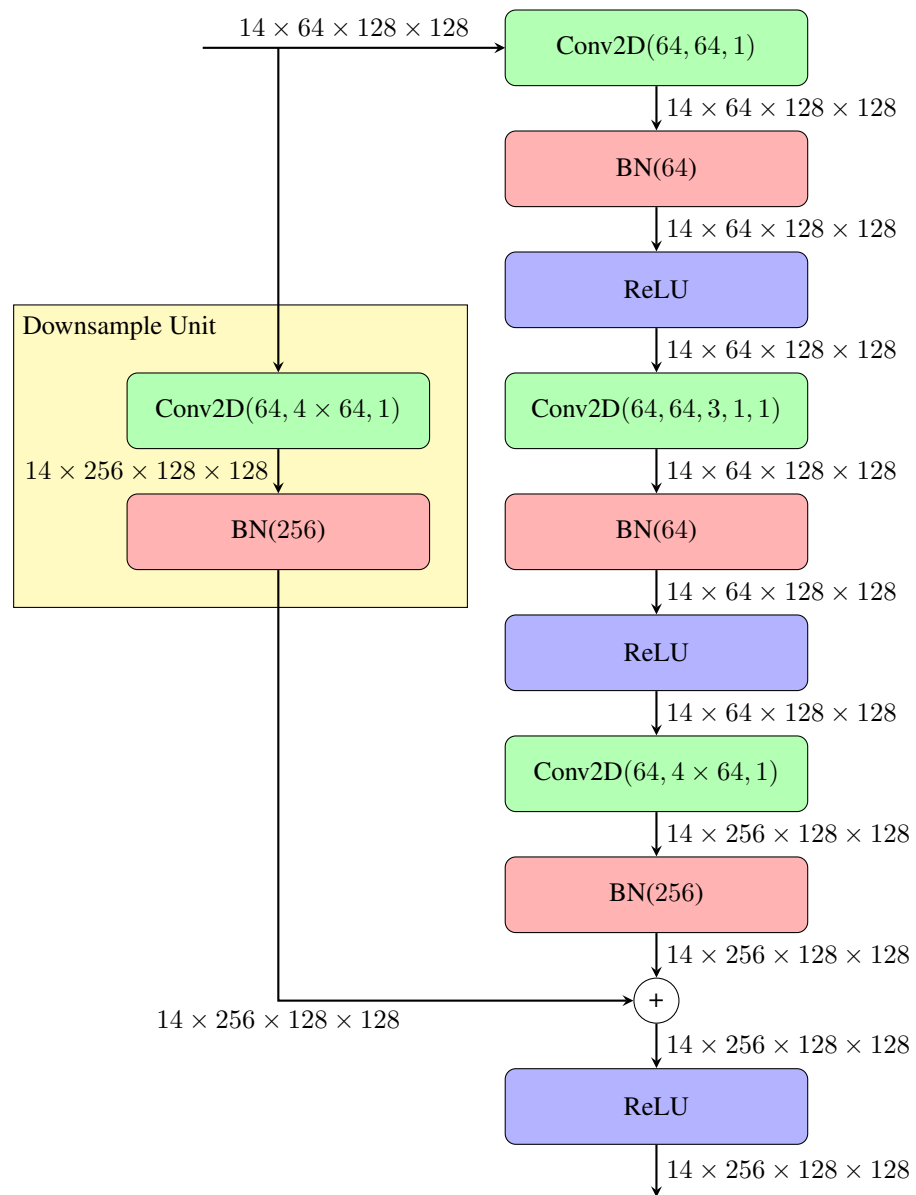 14 × 64 × 128 × 128
Conv2D(64, 64, 1)
14 × 64 × 128 × 128
BN(64)
14 × 64 × 128 × 128
ReLU
14 × 64 × 128 × 128
Downsample Unit
Conv2D(64, 4 × 64, 1)
14 × 256 × 128 × 128
BN(256)
Conv2D(64, 64, 3, 1, 1)
14 × 64 × 128 × 128
BN(64)
14 × 64 × 128 × 128
ReLU
14 × 64 × 128 × 128
Conv2D(64, 4 × 64, 1)
14 × 256 × 128 × 128
BN(256)
14 × 256 × 128 × 128
+
14 × 256 × 128 × 128
14 × 256 × 128 × 128
ReLU
14 × 256 × 128 × 128